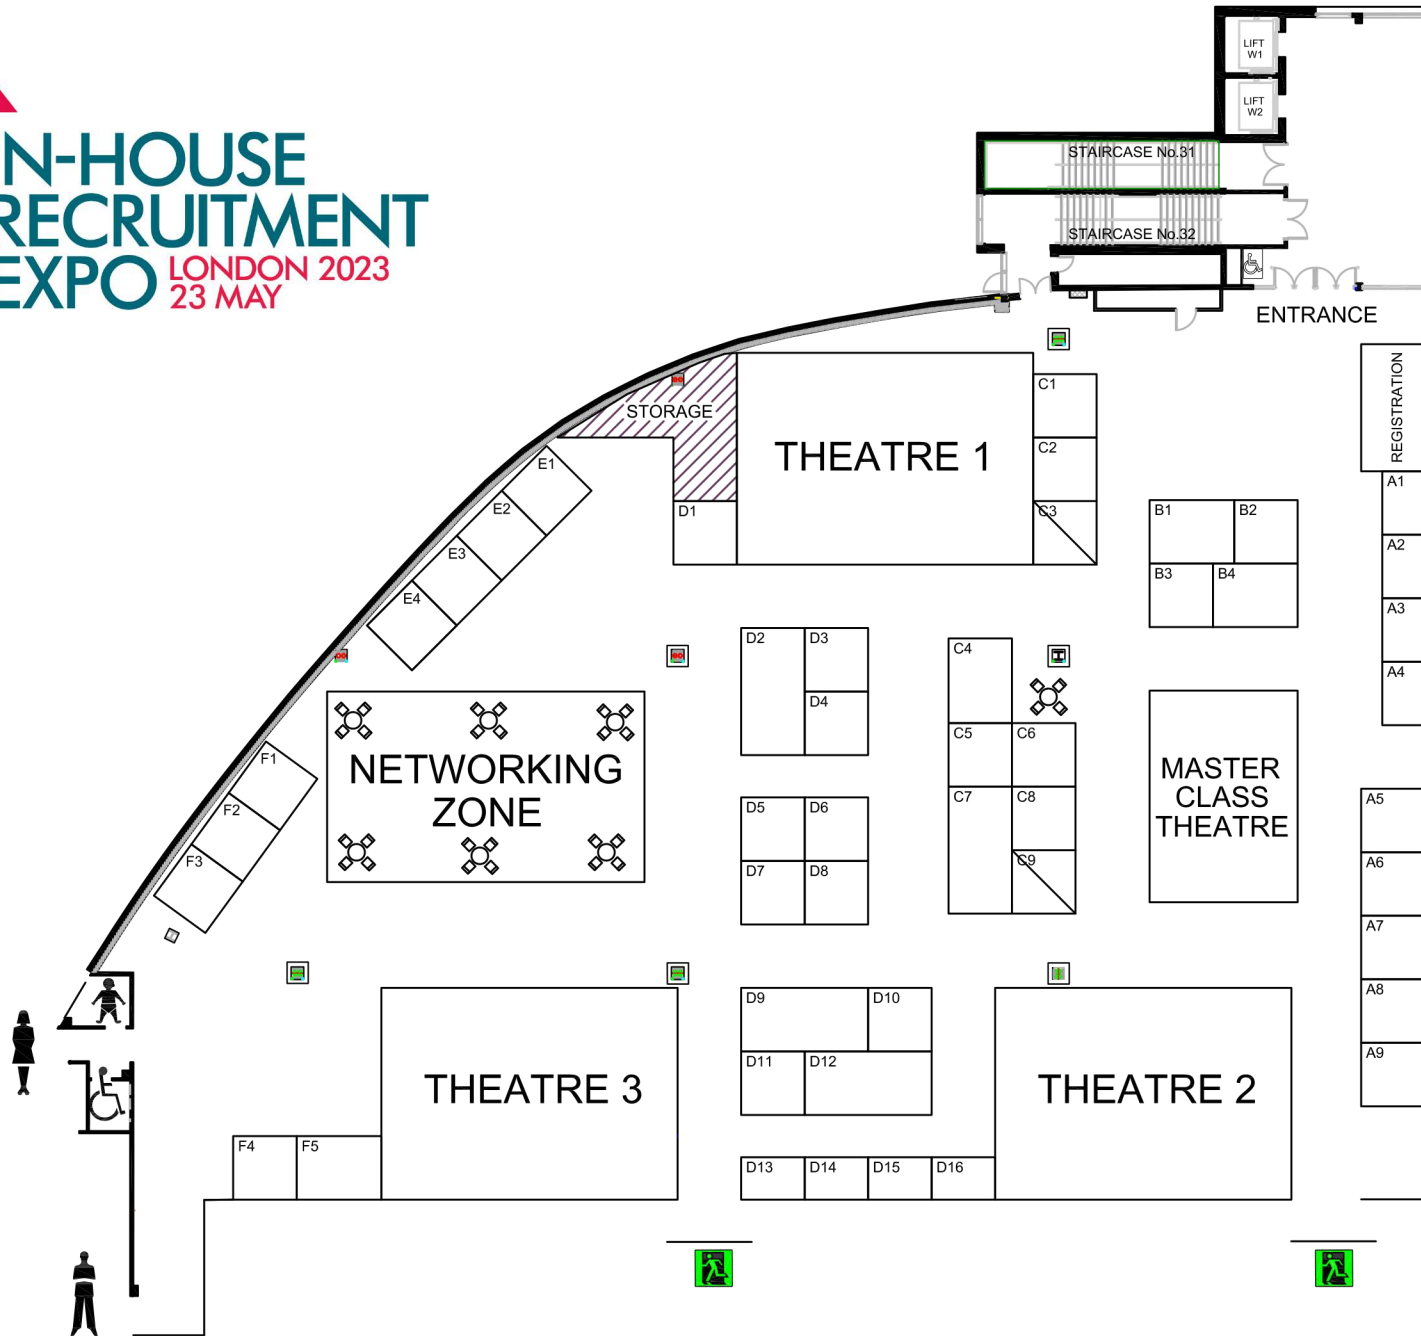 LIFT
W1
LIFT
W2
STAIRCASE No.31
STAIRCASE No.32
N-HOUSE
RECRUITMENT
EXPO LONDON 2023
23 MAY
ENTRANCE
REGISTRATION
STORAGE
THEATRE 1
C1
C2
C3
D1
E1
E2
E3
E4
A1
A2
A3
A4
B1
B2
B3
B4
D2
D3
D4
C4
C5
C6
C7
C8
C9
NETWORKING
ZONE
F1
F2
F3
D5
D6
D7
D8
MASTER
CLASS
THEATRE
A5
A6
A7
A8
A9
D9
D10
D11
D12
THEATRE 3
THEATRE 2
F4
F5
D13
D14
D15
D16